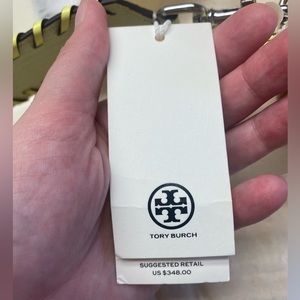 TORY BURCH
SUGGESTED RETAIL
US $348.00